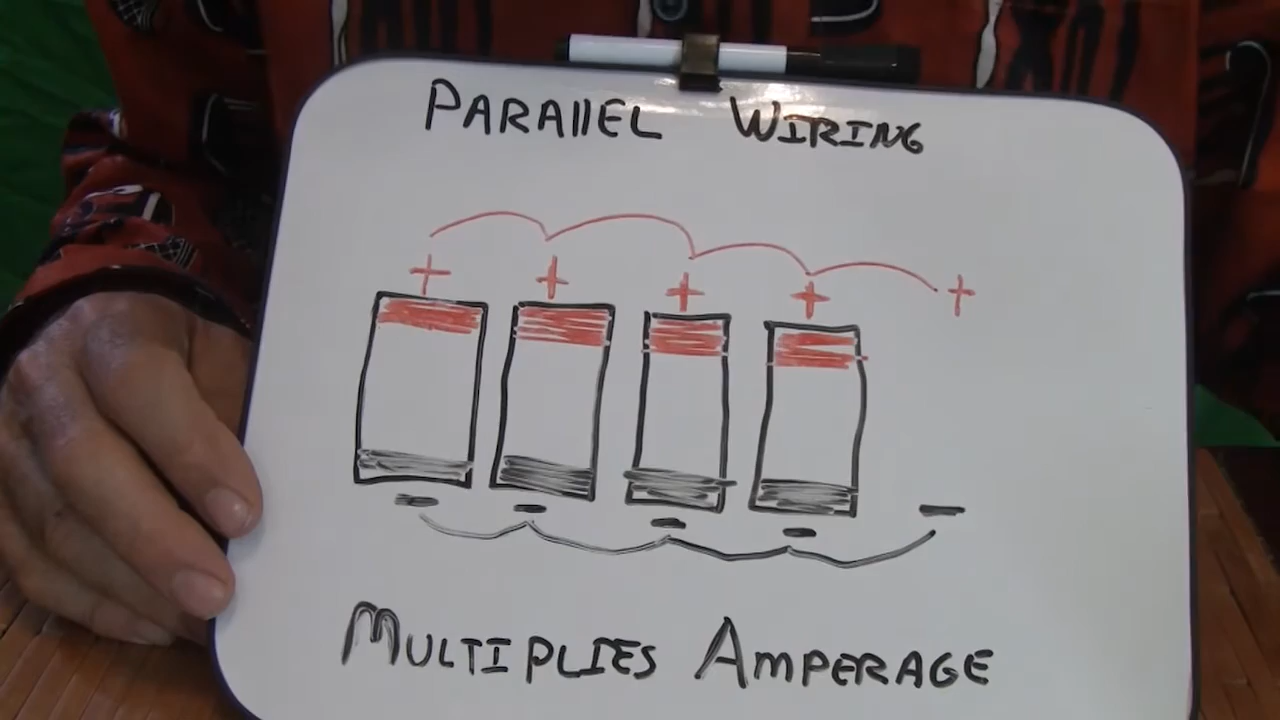 PARALLEL WIRING
+ + + + +
- - - - -
MULTIPLIES AMPERAGE